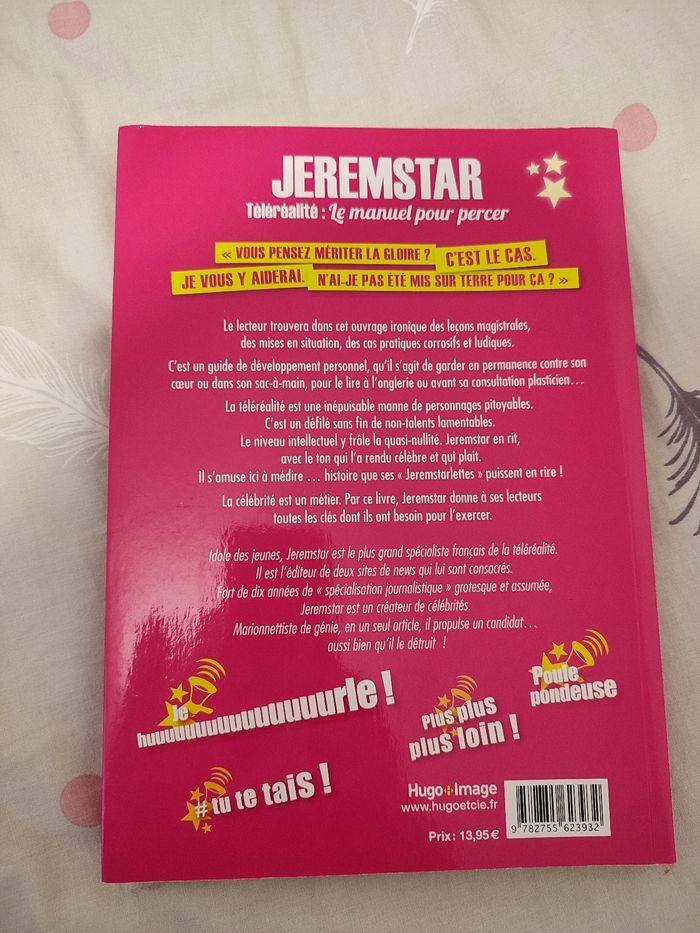 JEREMSTAR
Téléréalité : Le manuel pour percer
« VOUS PENSEZ MÉRITER LA GLOIRE ? C'EST LE CAS.
JE VOUS Y AIDERAI. N'AI-JE PAS ÉTÉ MIS SUR TERRE POUR ÇA ? »
Le lecteur trouvera dans cet ouvrage ironique des leçons magistrales,
des mises en situation, des cas pratiques corrosifs et ludiques.
C'est un guide de développement personnel, qu'il s'agit de garder en permanence contre son
cœur ou dans son sac-à-main, pour le lire à l'onglerie ou avant sa consultation plasticien…
La téléréalité est une inépuisable manne de personnages pitoyables.
C'est un défilé sans fin de non-talents lamentables.
Le niveau intellectuel y frôle la quasi-nullité. Jeremstar en rit,
avec le ton qui l'a rendu célèbre et qui plait.
Il s'amuse ici à médire … histoire que ses « Jeremstarlettes » puissent en rire !
La célébrité est un métier. Par ce livre, Jeremstar donne à ses lecteurs
toutes les clés dont ils ont besoin pour l'exercer.
Idole des jeunes, Jeremstar est le plus grand spécialiste français de la téléréalité.
Il est l'éditeur de deux sites de news qui lui sont consacrés.
Fort de dix années de « spécialisation journalistique » grotesque et assumée,
Jeremstar est un créateur de célébrités.
Marionnettiste de génie, en un seul article, il propulse un candidat…
aussi bien qu'il le détruit !
Poule
pondeuse
Je
huuuuuuuuuuuuuuuurle !
Plus plus
plus loin !
# tu te tais !
Hugo Image
www.hugoetcie.fr
Prix : 13,95 €
9 782755 623932